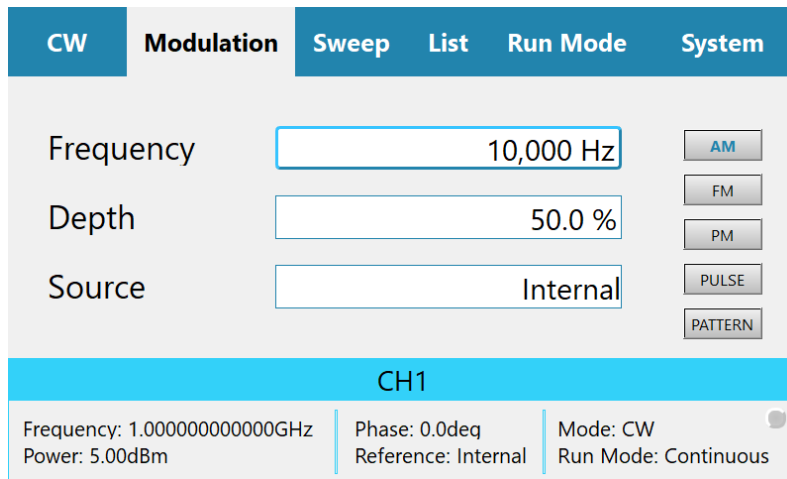 CW Modulation Sweep List Run Mode System
Frequency 10,000 Hz AM
FM
Depth 50.0 % PM
Source Internal PULSE
PATTERN
CH1
Frequency: 1.000000000000GHz Phase: 0.0deg Mode: CW
Power: 5.00dBm Reference: Internal Run Mode: Continuous